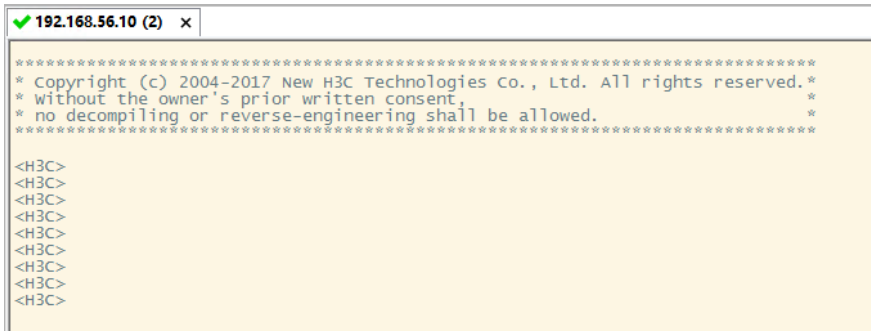 192.168.56.10 (2) ×
******************************************************************************
* Copyright (c) 2004-2017 New H3C Technologies Co., Ltd. All rights reserved.*
* Without the owner's prior written consent,                                 *
* no decompiling or reverse-engineering shall be allowed.                    *
******************************************************************************
<H3C>
<H3C>
<H3C>
<H3C>
<H3C>
<H3C>
<H3C>
<H3C>
<H3C>